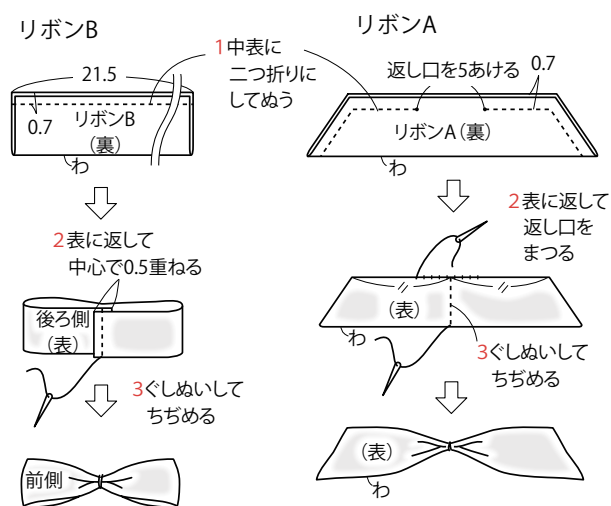 リボンB
リボンA
1中表に
二つ折りに
してぬう
21.5
0.7
リボンB
(裏)
わ
返し口を5あける
0.7
リボンA(裏)
わ
2表に返して
中心で0.5重ねる
後ろ側
(表)
3ぐしぬいして
ちぢめる
前側
2表に返して
返し口を
まつる
(表)
わ
3ぐしぬいして
ちぢめる
(表)
わ